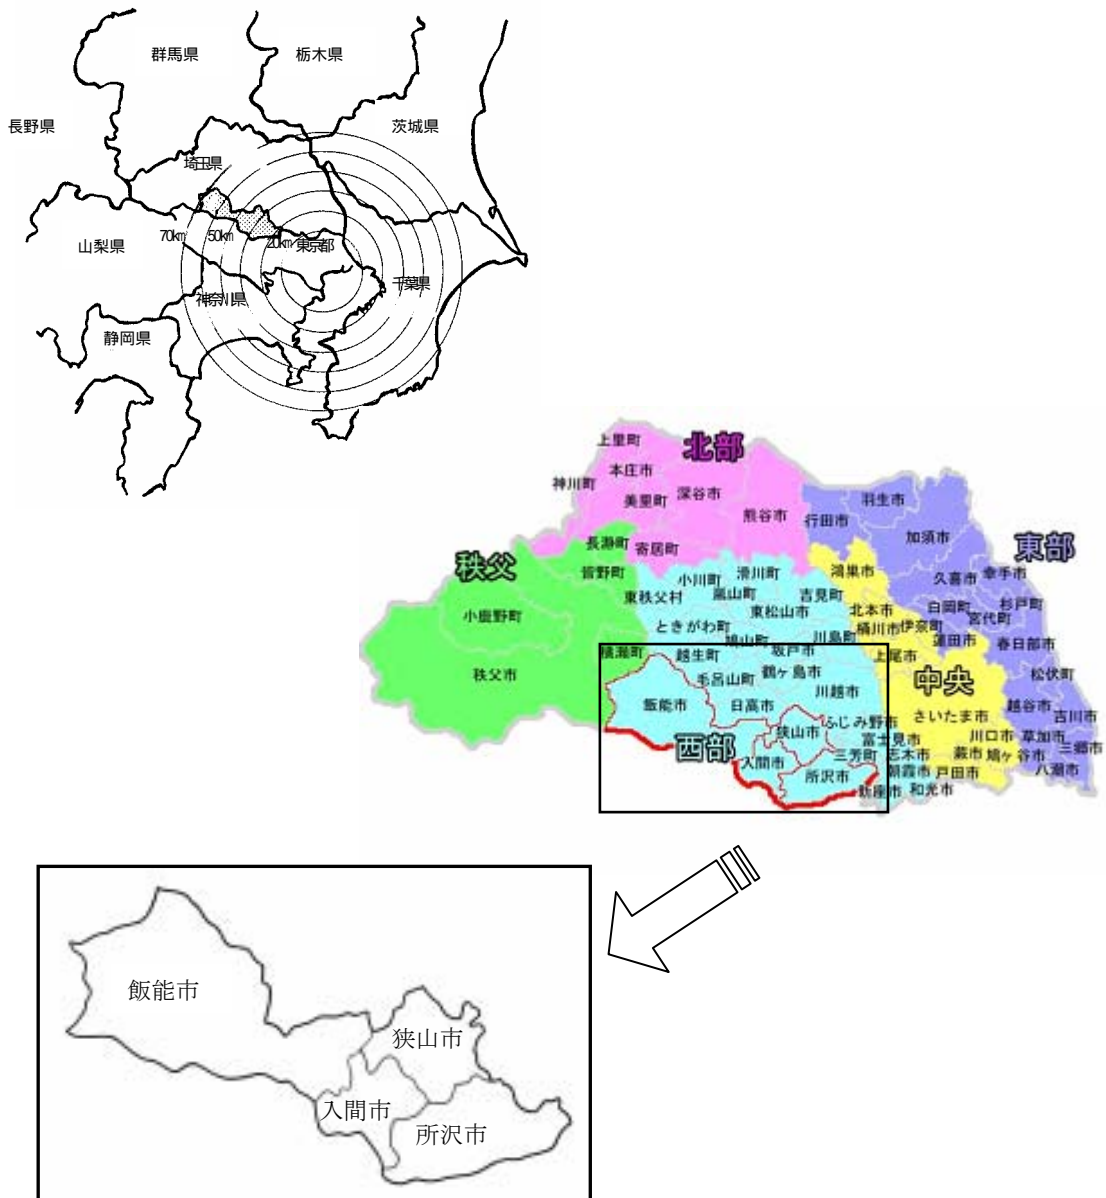 群馬県
栃木県
長野県
茨城県
埼玉県
山梨県
70km
50km
20km
東京都
神奈川県
千葉県
静岡県
北部
上里町
本庄市
神川町
美里町
深谷市
熊谷市
行田市
羽生市
加須市
東部
秩父
長瀞町
寄居町
皆野町
小川町
滑川町
鴻巣市
久喜市
幸手市
東秩父村
嵐山町
吉見町
小鹿野町
東松山市
北本市
白岡町
杉戸町
宮代町
ときがわ町
鳩山町
川島町
桶川市
伊奈町
蓮田市
春日部市
横瀬町
越生町
坂戸市
上尾市
秩父市
毛呂山町
鶴ヶ島市
中央
松伏町
飯能市
日高市
川越市
越谷市
吉川市
ふじみ野市
さいたま市
狭山市
西部
富士見市
川口市
草加市
三郷市
入間市
三芳町
志木市
蕨市
鳩ヶ谷市
所沢市
朝霞市
戸田市
八潮市
新座市
和光市
飯能市
狭山市
入間市
所沢市